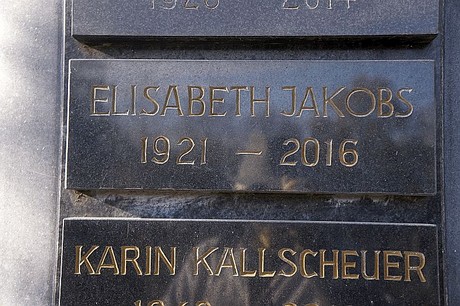 ELISABETH JAKOBS
1921 – 2016
KARIN KALLSCHEUER